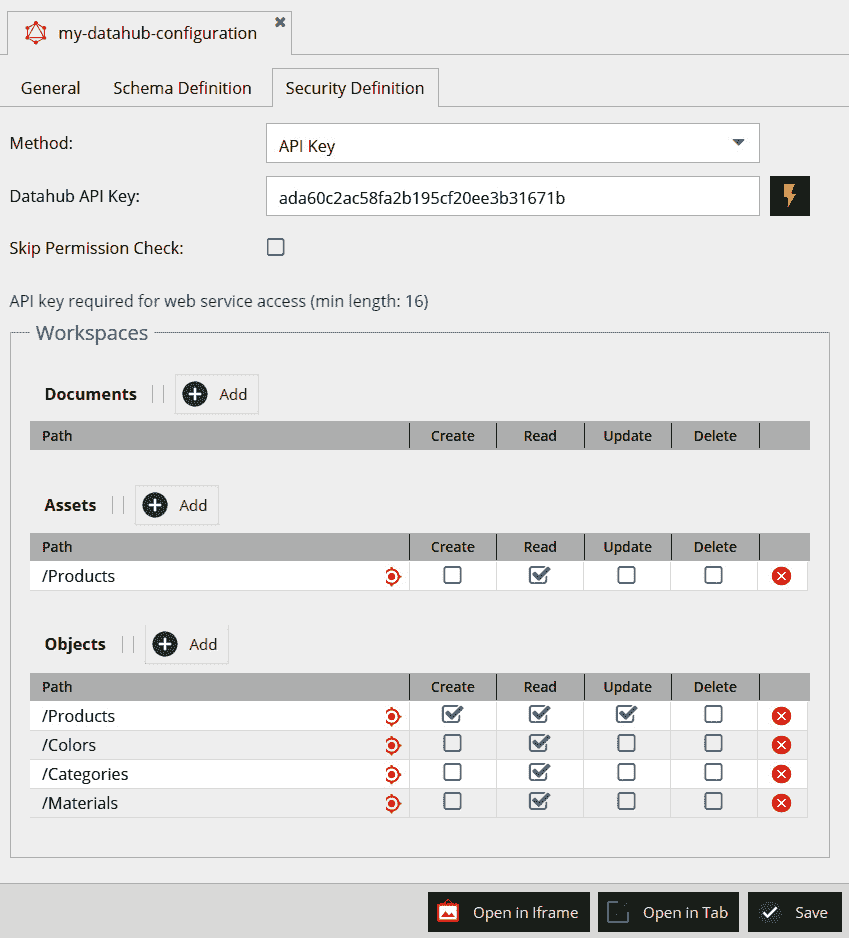 my-datahub-configuration
General Schema Definition Security Definition
Method: API Key
Datahub API Key: ada60c2ac58fa2b195cf20ee3b31671b
Skip Permission Check:
API key required for web service access (min length: 16)
Workspaces
Documents Add
Path Create Read Update Delete
Assets Add
Path Create Read Update Delete
/Products
Objects Add
Path Create Read Update Delete
/Products
/Colors
/Categories
/Materials
Open in Iframe Open in Tab Save